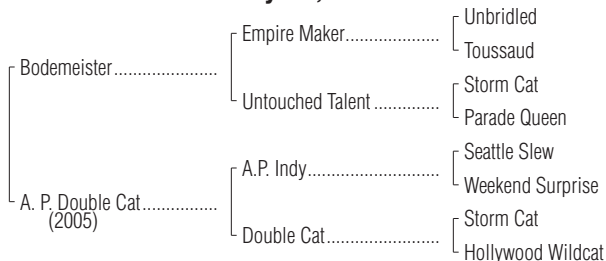 Unbridled
Empire Maker....................
Toussaud
Bodemeister......................
Storm Cat
Untouched Talent ..............
Parade Queen
Seattle Slew
A.P. Indy............................
Weekend Surprise
A. P. Double Cat................
(2005)
Storm Cat
Double Cat........................
Hollywood Wildcat